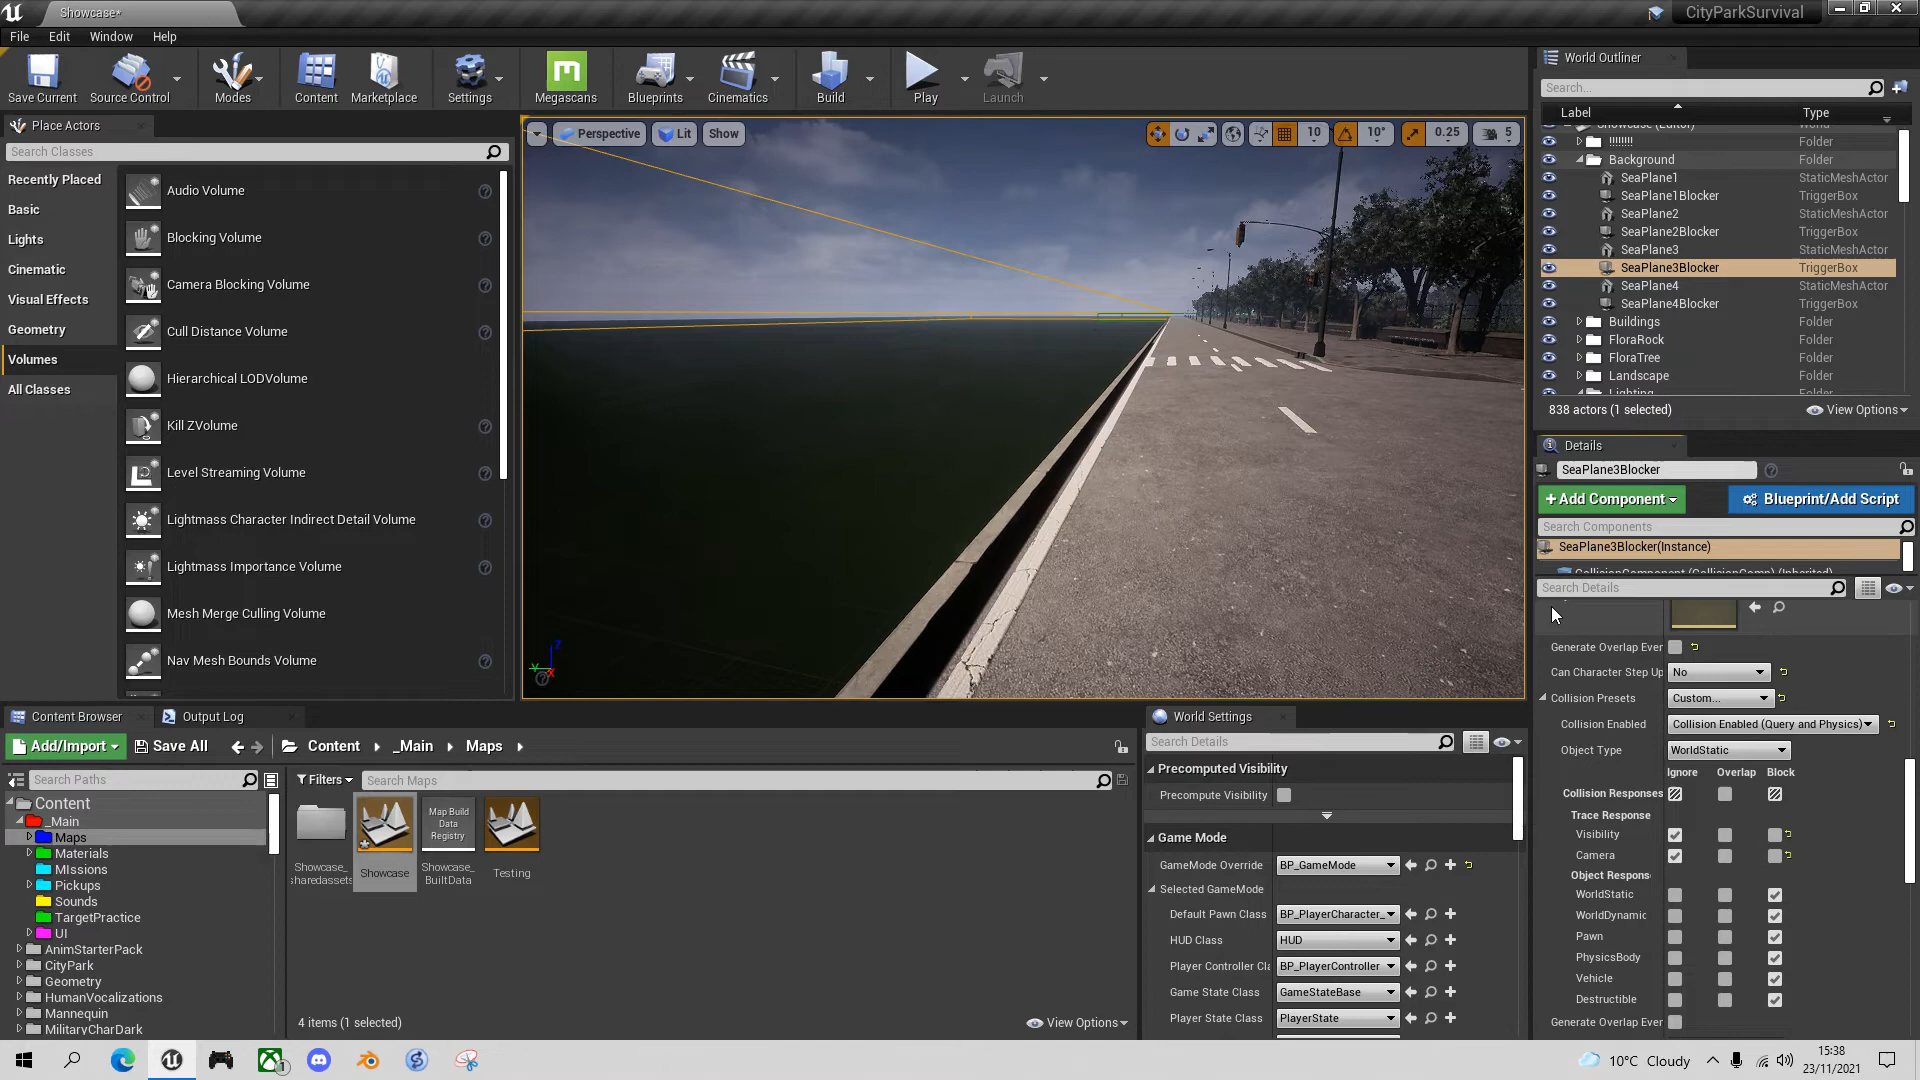 Showcase*
CityParkSurvival
File Edit Window Help
Save Current
Source Control
Modes
Content
Marketplace
Settings
Megascans
Blueprints
Cinematics
Build
Play
Launch
Place Actors
Search Classes
Recently Placed
Basic
Lights
Cinematic
Visual Effects
Geometry
Volumes
All Classes
Audio Volume
Blocking Volume
Camera Blocking Volume
Cull Distance Volume
Hierarchical LODVolume
Kill ZVolume
Level Streaming Volume
Lightmass Character Indirect Detail Volume
Lightmass Importance Volume
Mesh Merge Culling Volume
Nav Mesh Bounds Volume
Perspective Lit Show
10 10° 0.25 5
World Outliner
Search...
Label Type
Showcase (Editor) World
!!!!!!!! Folder
Background Folder
SeaPlane1 StaticMeshActor
SeaPlane1Blocker TriggerBox
SeaPlane2 StaticMeshActor
SeaPlane2Blocker TriggerBox
SeaPlane3 StaticMeshActor
SeaPlane3Blocker TriggerBox
SeaPlane4 StaticMeshActor
SeaPlane4Blocker TriggerBox
Buildings Folder
FloraRock Folder
FloraTree Folder
Landscape Folder
Lighting Folder
838 actors (1 selected) View Options
Details
SeaPlane3Blocker
+Add Component Blueprint/Add Script
Search Components
SeaPlane3Blocker(Instance)
CollisionComponent (CollisionComp) (Inherited)
Search Details
Generate Overlap Ever
Can Character Step Up No
Collision Presets Custom...
Collision Enabled Collision Enabled (Query and Physics)
Object Type WorldStatic
Ignore Overlap Block
Collision Responses
Trace Response
Visibility
Camera
Object Respons
WorldStatic
WorldDynamic
Pawn
PhysicsBody
Vehicle
Destructible
Generate Overlap Ever
Content Browser Output Log
Add/Import Save All Content _Main Maps
Search Paths
Filters Search Maps
Content
_Main
Maps
Materials
MIssions
Pickups
Sounds
TargetPractice
UI
AnimStarterPack
CityPark
Geometry
HumanVocalizations
Mannequin
MilitaryCharDark
Showcase_
sharedassets
Showcase
Map Build
Data
Registry
Showcase_
BuiltData
Testing
4 items (1 selected) View Options
World Settings
Search Details
Precomputed Visibility
Precompute Visibility
Game Mode
GameMode Override BP_GameMode
Selected GameMode
Default Pawn Class BP_PlayerCharacter_
HUD Class HUD
Player Controller Cla BP_PlayerController
Game State Class GameStateBase
Player State Class PlayerState
1
10°C Cloudy
15:38
23/11/2021